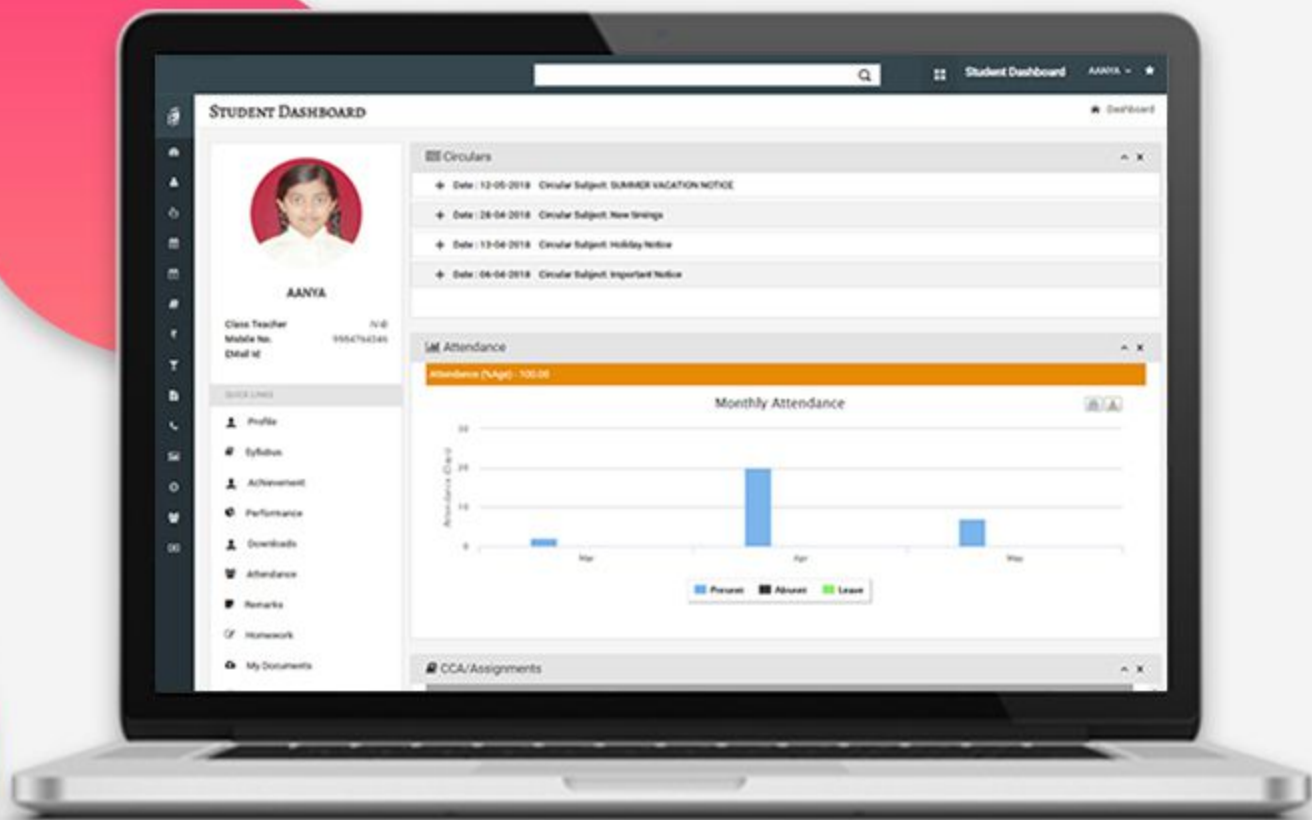 Student Dashboard AANYA
STUDENT DASHBOARD
Dashboard
AANYA
Class Teacher
Mobile No.
EMail Id
QUICK LINKS
Profile
Syllabus
Achievement
Performance
Downloads
Attendance
Remarks
Homework
My Documents
Circulars
Date : 12-05-2018 Circular Subject: SUMMER VACATION NOTICE
Date : 28-04-2018 Circular Subject: New timings
Date : 13-04-2018 Circular Subject: Holiday Notice
Date : 06-04-2018 Circular Subject: Important Notice
Attendance
Attendance (%Age) - 100.00
Monthly Attendance
Attendance (Days)
30
20
10
0
Mar Apr May
Present Absent Leave
CCA/Assignments